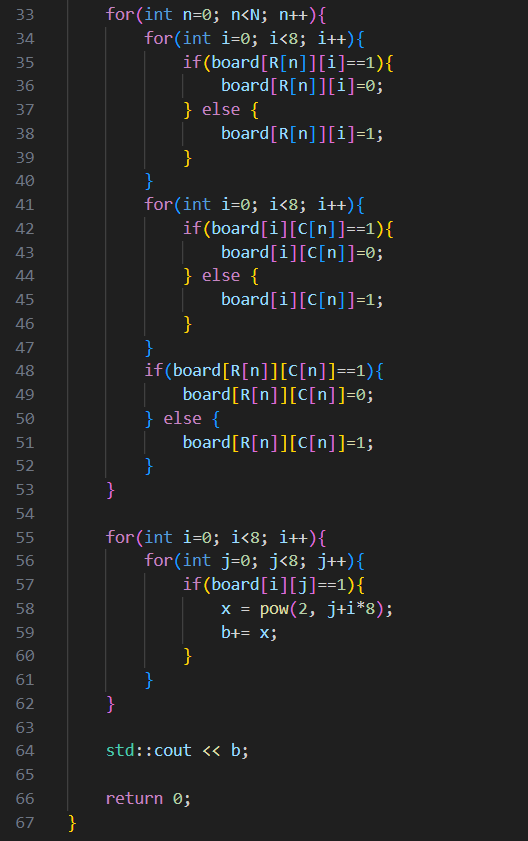 33 for(int n=0; n<N; n++){
34 for(int i=0; i<8; i++){
35 if(board[R[n]][i]==1){
36 board[R[n]][i]=0;
37 } else {
38 board[R[n]][i]=1;
39 }
40 }
41 for(int i=0; i<8; i++){
42 if(board[i][C[n]]==1){
43 board[i][C[n]]=0;
44 } else {
45 board[i][C[n]]=1;
46 }
47 }
48 if(board[R[n]][C[n]]==1){
49 board[R[n]][C[n]]=0;
50 } else {
51 board[R[n]][C[n]]=1;
52 }
53 }
54
55 for(int i=0; i<8; i++){
56 for(int j=0; j<8; j++){
57 if(board[i][j]==1){
58 x = pow(2, j+i*8);
59 b+= x;
60 }
61 }
62 }
63
64 std::cout << b;
65
66 return 0;
67 }